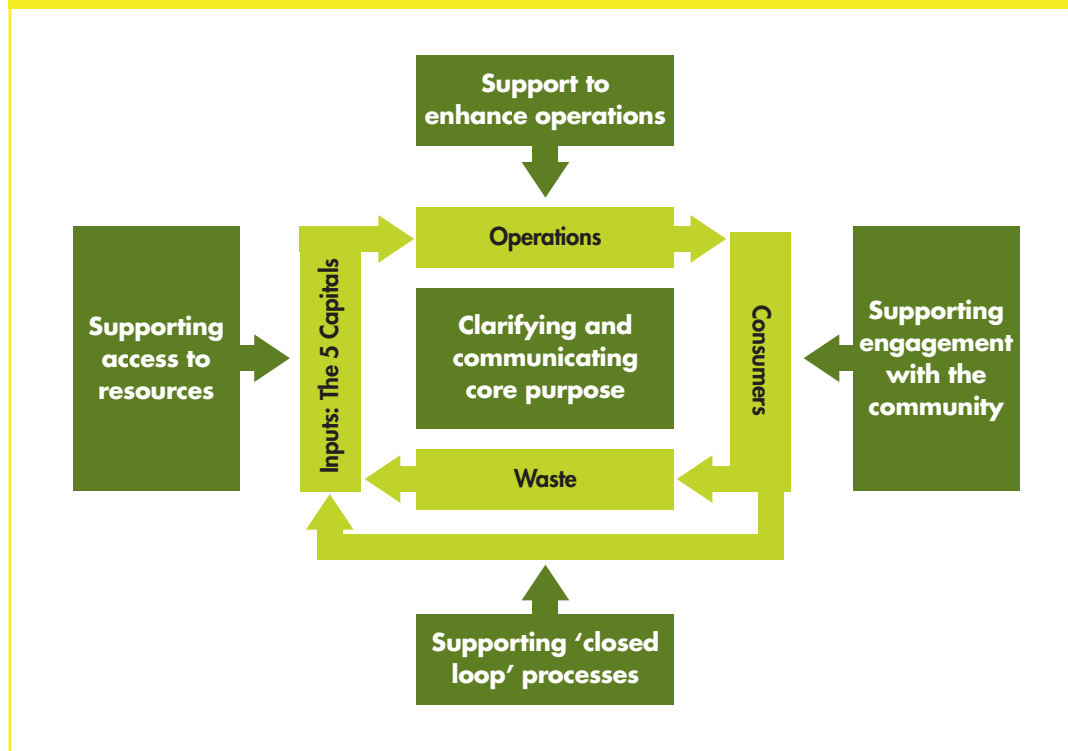 Support to
enhance operations
Operations
Supporting
access to
resources
Inputs: The 5 Capitals
Clarifying and
communicating
core purpose
Consumers
Supporting
engagement
with the
community
Waste
Supporting ‘closed
loop’ processes